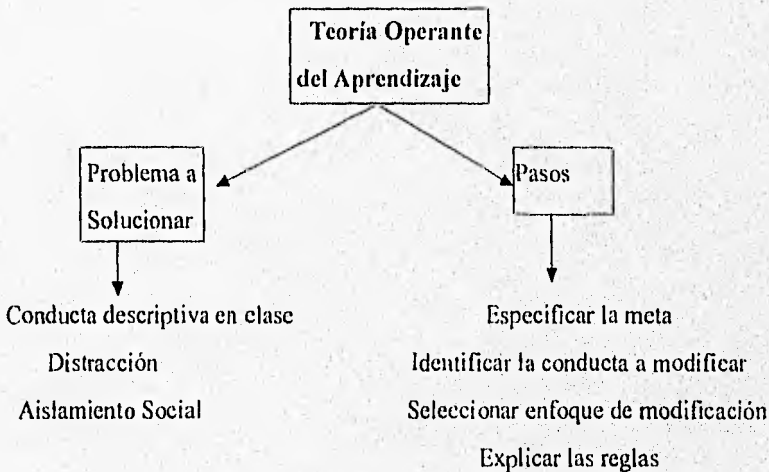 Teoría Operante
del Aprendizaje
Problema a
Solucionar
Pasos
Conducta descriptiva en clase
Distracción
Aislamiento Social
Especificar la meta
Identificar la conducta a modificar
Seleccionar enfoque de modificación
Explicar las reglas